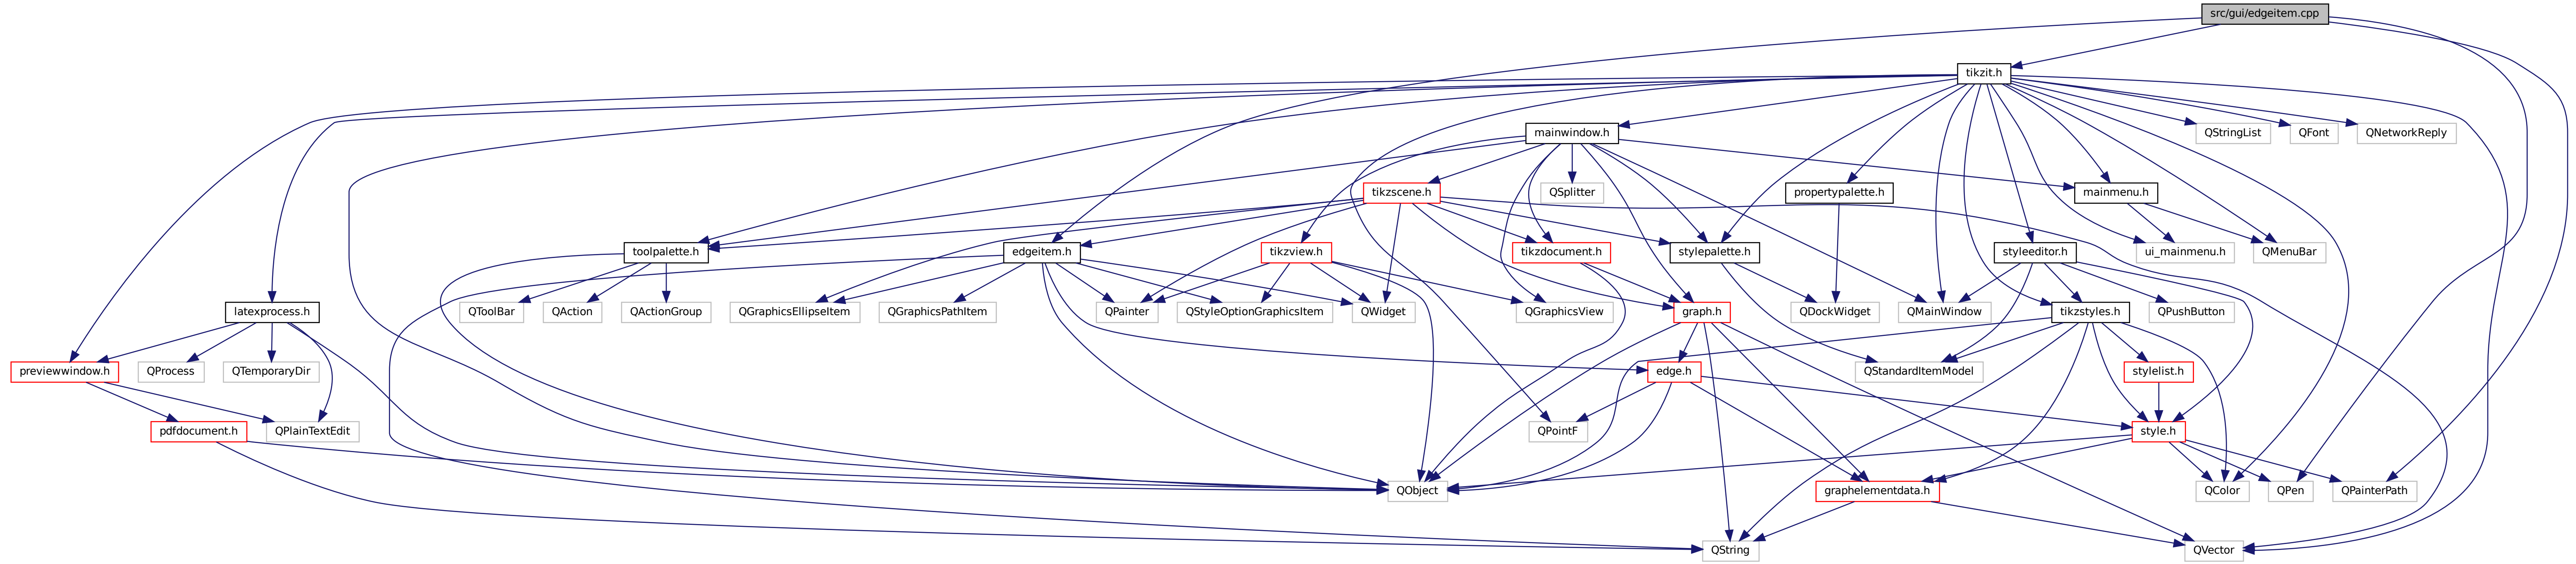 src/gui/edgeitem.cpp
tikzit.h
mainwindow.h
QStringList
QFont
QNetworkReply
tikzscene.h
QSplitter
propertypalette.h
mainmenu.h
toolpalette.h
edgeitem.h
tikzview.h
tikzdocument.h
stylepalette.h
styleeditor.h
ui_mainmenu.h
QMenuBar
latexprocess.h
QToolBar
QAction
QActionGroup
QGraphicsEllipseItem
QGraphicsPathItem
QPainter
QStyleOptionGraphicsItem
QWidget
QGraphicsView
graph.h
QDockWidget
QMainWindow
tikzstyles.h
QPushButton
previewwindow.h
QProcess
QTemporaryDir
edge.h
QStandardItemModel
stylelist.h
pdfdocument.h
QPlainTextEdit
QPointF
style.h
QObject
graphelementdata.h
QColor
QPen
QPainterPath
QString
QVector